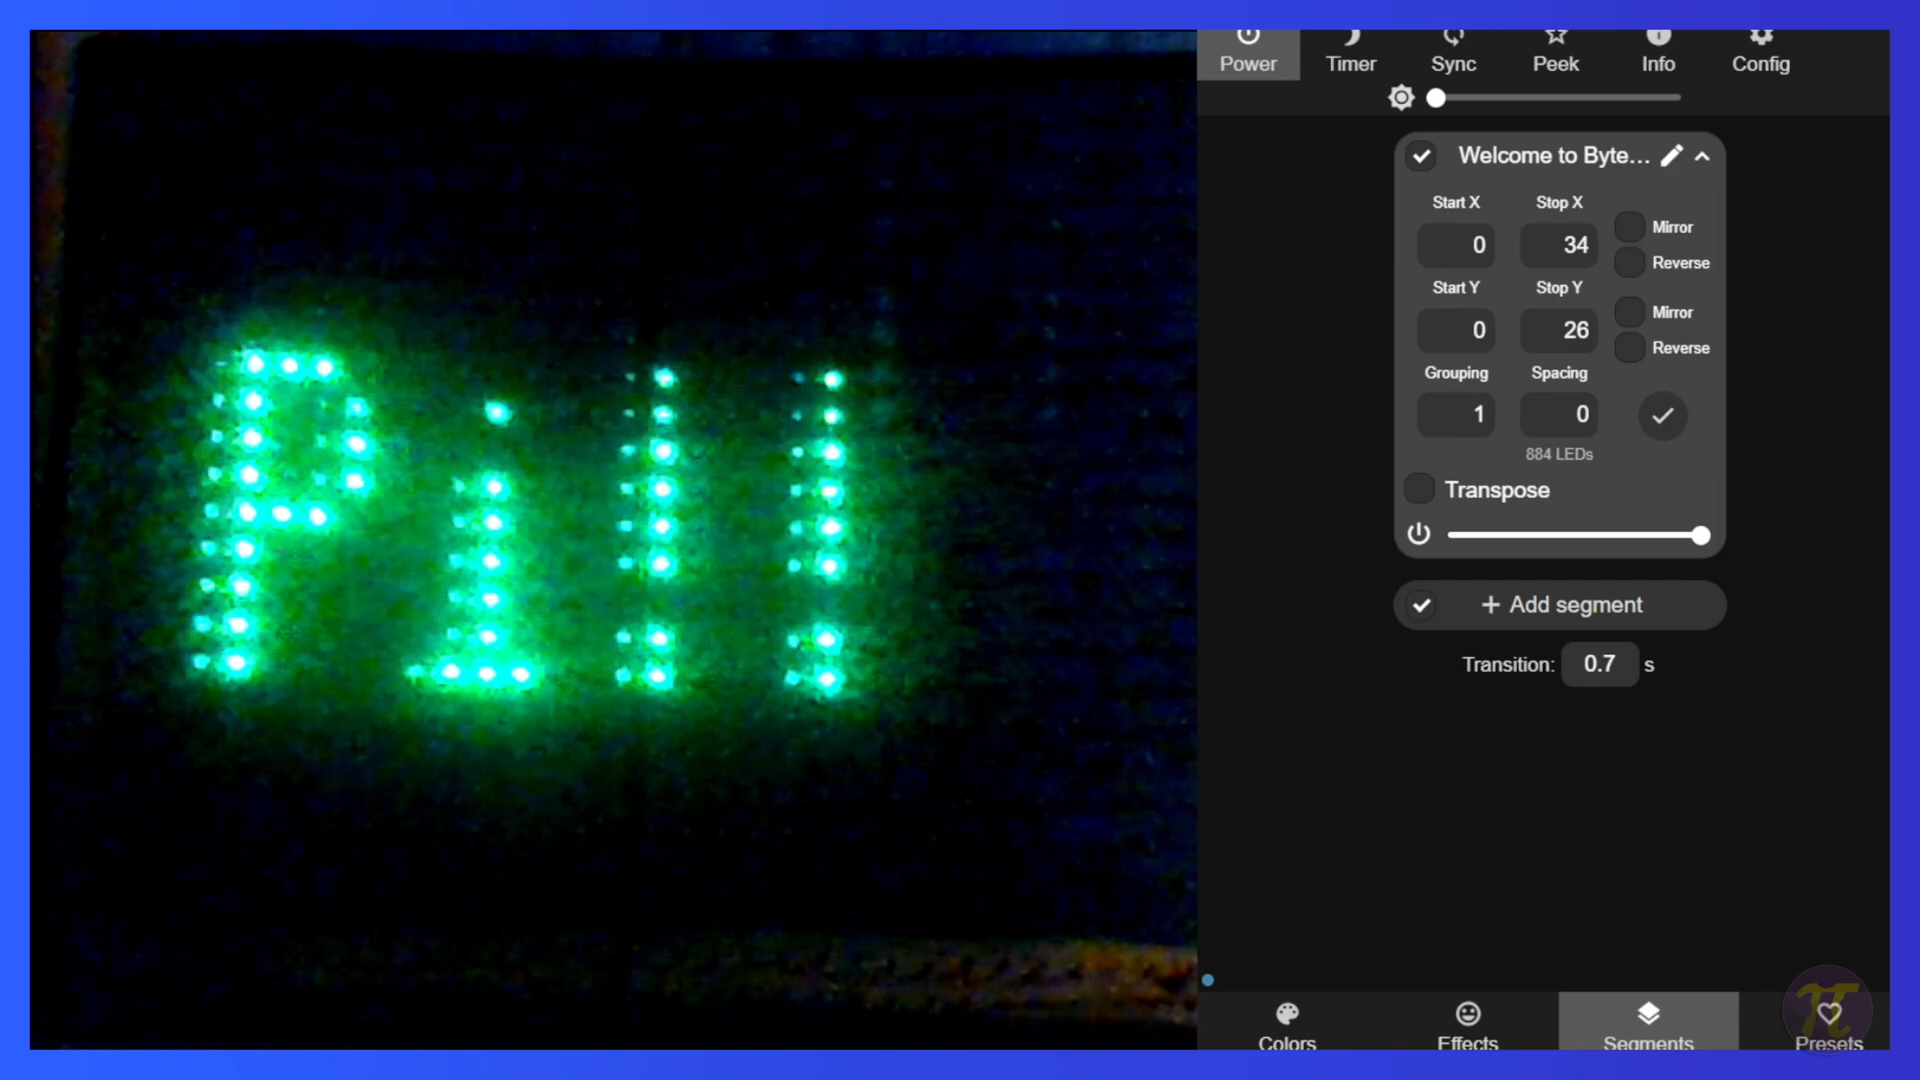 Pi!!
Power Timer Sync Peek Info Config
Welcome to Byte...
Start X Stop X
0 34
Mirror
Reverse
Start Y Stop Y
0 26
Mirror
Reverse
Grouping Spacing
1 0
884 LEDs
Transpose
+ Add segment
Transition: 0.7 s
Colors Effects Segments Presets
π